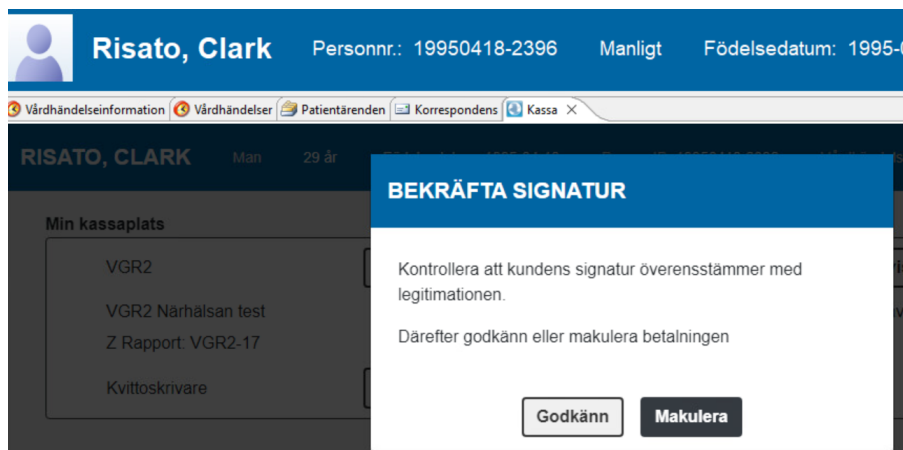 Risato, Clark Personnr.: 19950418-2396 Manligt Födelsedatum: 1995-0
Vårdhändelseinformation Vårdhändelser Patientärenden Korrespondens Kassa
RISATO, CLARK Man 29 år
BEKRÄFTA SIGNATUR
Min kassaplats
VGR2
Kontrollera att kundens signatur överensstämmer med
legitimationen.
VGR2 Närhälsan test
Z Rapport: VGR2-17
Därefter godkänn eller makulera betalningen
Kvittoskrivare
Godkänn Makulera